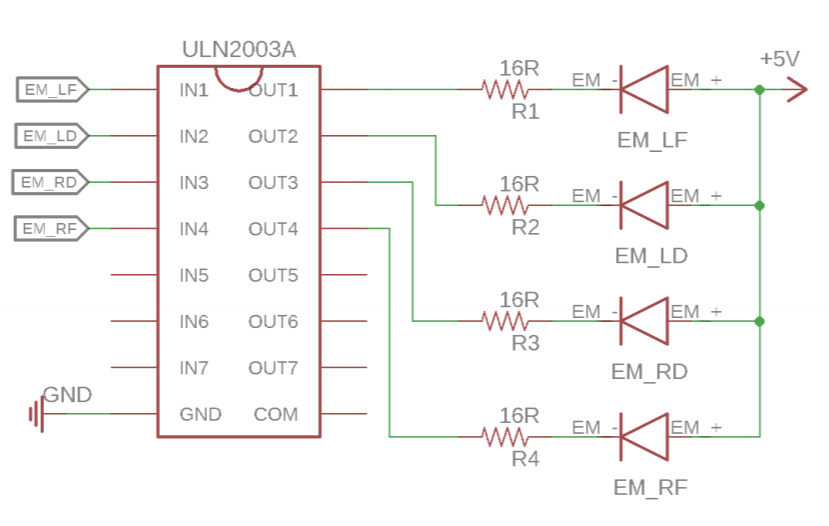 ULN2003A
+5V
EM_LF IN1 OUT1 16R R1 EM - EM + EM_LF
EM_LD IN2 OUT2 16R R2 EM - EM + EM_LD
EM_RD IN3 OUT3 16R R3 EM - EM + EM_RD
EM_RF IN4 OUT4 16R R4 EM - EM + EM_RF
IN5 OUT5
IN6 OUT6
IN7 OUT7
GND
GND COM